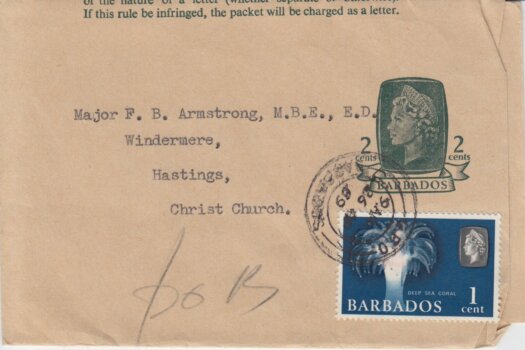 If this rule be infringed, the packet will be charged as a letter.
Major F. B. Armstrong, M.B.E., E.D.
Windermere,
Hastings,
Christ Church.
2 cents
2 cents
BARBADOS
DEEP SEA CORAL
BARBADOS
1 cent